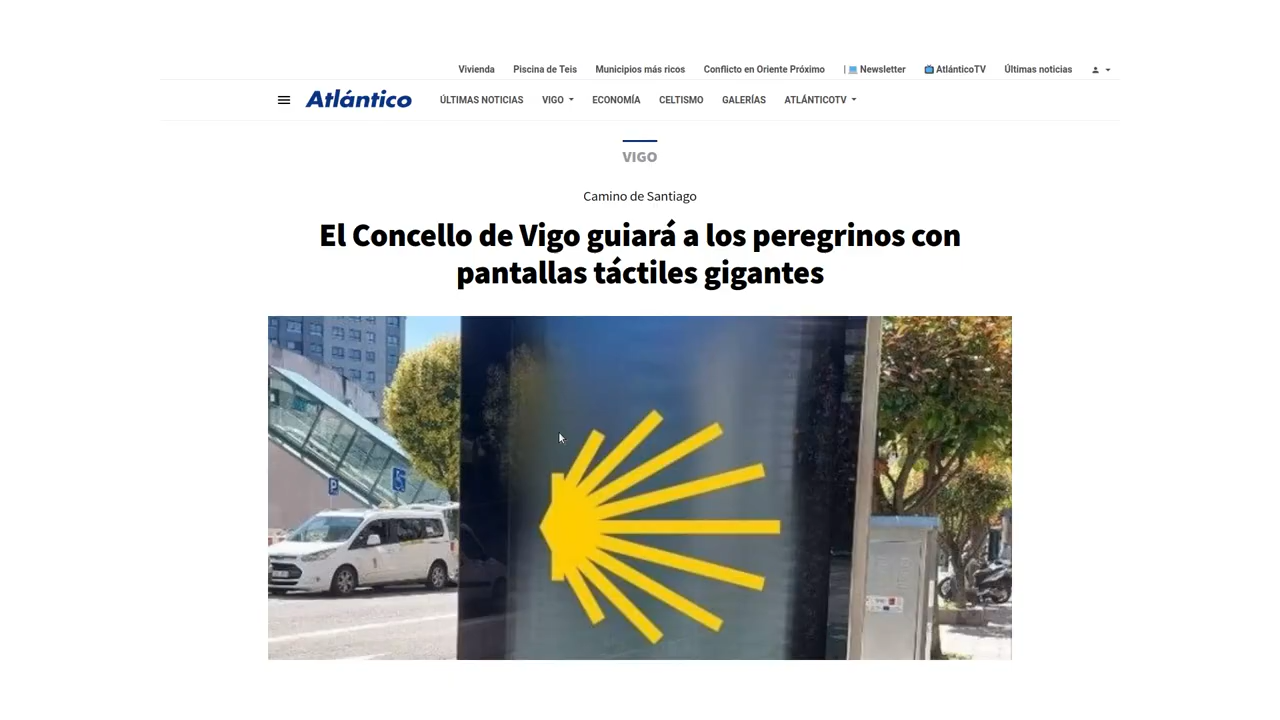 Vivienda Piscina de Teis Municipios más ricos Conflicto en Oriente Próximo | Newsletter AtlánticoTV Últimas noticias
Atlántico ÚLTIMAS NOTICIAS VIGO ECONOMÍA CELTISMO GALERÍAS ATLÁNTICOTV
VIGO
Camino de Santiago
El Concello de Vigo guiará a los peregrinos con
pantallas táctiles gigantes
P